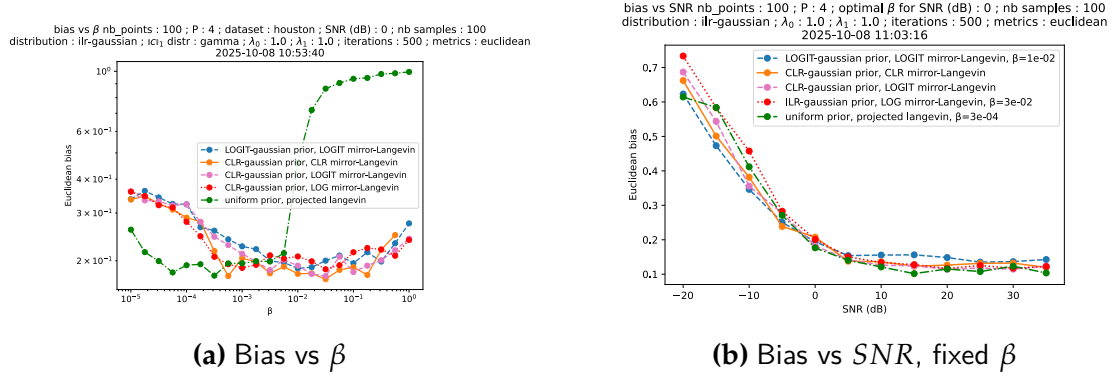 bias vs β nb_points : 100 ; P : 4 ; dataset : houston ; SNR (dB) : 0 ; nb samples : 100
distribution : ilr-gaussian ; ici₁ distr : gamma ; λ₀ : 1.0 ; λ₁ : 1.0 ; iterations : 500 ; metrics : euclidean
2025-10-08 10:53:40
10⁰
6 × 10⁻¹
4 × 10⁻¹
3 × 10⁻¹
2 × 10⁻¹
Euclidean bias
LOGIT-gaussian prior, LOGIT mirror-Langevin
CLR-gaussian prior, CLR mirror-Langevin
CLR-gaussian prior, LOGIT mirror-Langevin
CLR-gaussian prior, LOG mirror-Langevin
uniform prior, projected langevin
10⁻⁵ 10⁻⁴ 10⁻³ 10⁻² 10⁻¹ 10⁰
β
(a) Bias vs β
bias vs SNR nb_points : 100 ; P : 4 ; optimal β for SNR (dB) : 0 ; nb samples : 100
distribution : ilr-gaussian ; λ₀ : 1.0 ; λ₁ : 1.0 ; iterations : 500 ; metrics : euclidean
2025-10-08 11:03:16
0.7
0.6
0.5
0.4
0.3
0.2
0.1
Euclidean bias
LOGIT-gaussian prior, LOGIT mirror-Langevin, β=1e-02
CLR-gaussian prior, CLR mirror-Langevin
CLR-gaussian prior, LOGIT mirror-Langevin
ILR-gaussian prior, LOG mirror-Langevin, β=3e-02
uniform prior, projected langevin, β=3e-04
−20 −10 0 10 20 30
SNR (dB)
(b) Bias vs SNR, fixed β